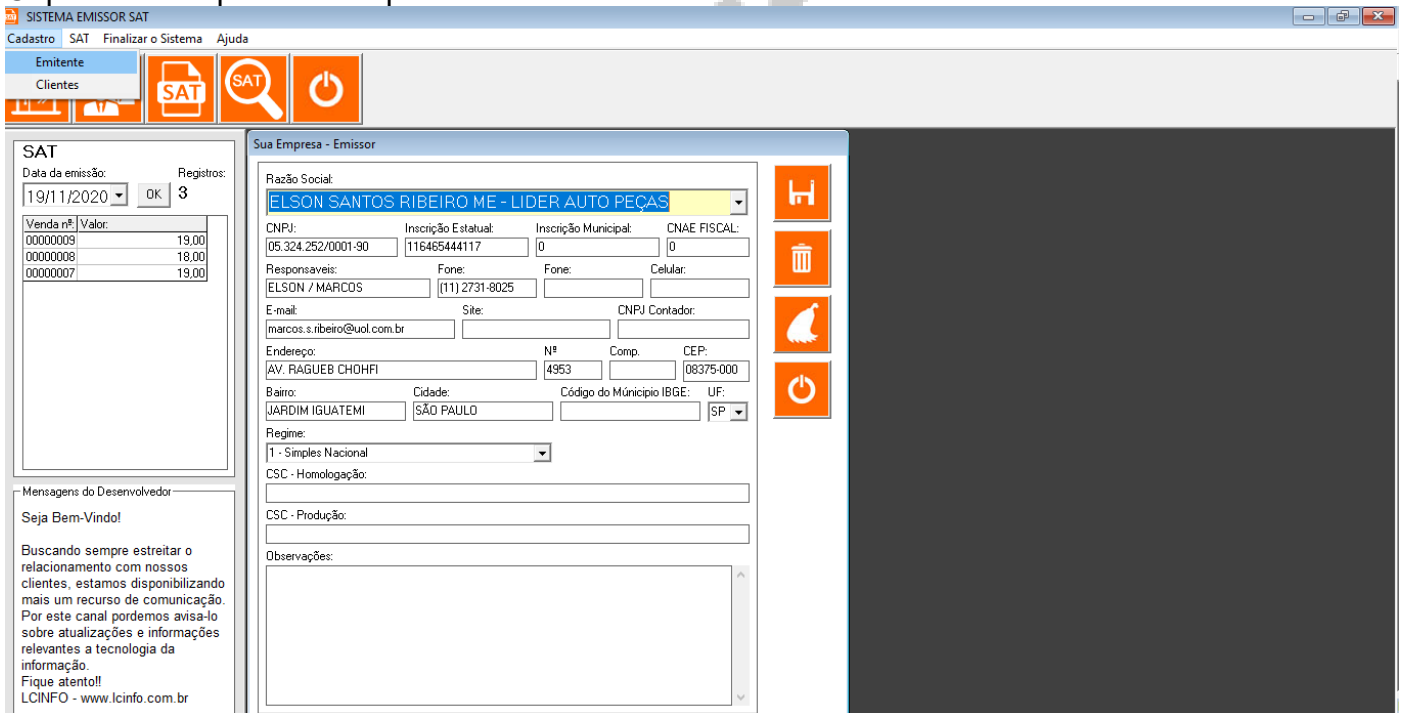 SISTEMA EMISSOR SAT
Cadastro SAT Finalizar o Sistema Ajuda
Emitente
Clientes
SAT
SAT
SAT
Data da emissão: Registros:
19/11/2020 OK 3
Venda nº: Valor:
00000009 19,00
00000008 18,00
00000007 19,00
Mensagens do Desenvolvedor
Seja Bem-Vindo!
Buscando sempre estreitar o
relacionamento com nossos
clientes, estamos disponibilizando
mais um recurso de comunicação.
Por este canal pordemos avisa-lo
sobre atualizações e informações
relevantes a tecnologia da
informação.
Fique atento!!
LCINFO - www.lcinfo.com.br
Sua Empresa - Emissor
Razão Social:
ELSON SANTOS RIBEIRO ME - LIDER AUTO PEÇAS
CNPJ: Inscrição Estatual: Inscrição Municipal: CNAE FISCAL:
05.324.252/0001-90 116465444117 0 0
Responsaveis: Fone: Fone: Celular:
ELSON / MARCOS (11) 2731-8025
E-mail: Site: CNPJ Contador:
marcos.s.ribeiro@uol.com.br
Endereço: Nº Comp. CEP:
AV. RAGUEB CHOHFI 4953 08375-000
Bairro: Cidade: Código do Múnicipio IBGE: UF:
JARDIM IGUATEMI SÃO PAULO SP
Regime:
1 - Simples Nacional
CSC - Homologação:
CSC - Produção:
Observações: